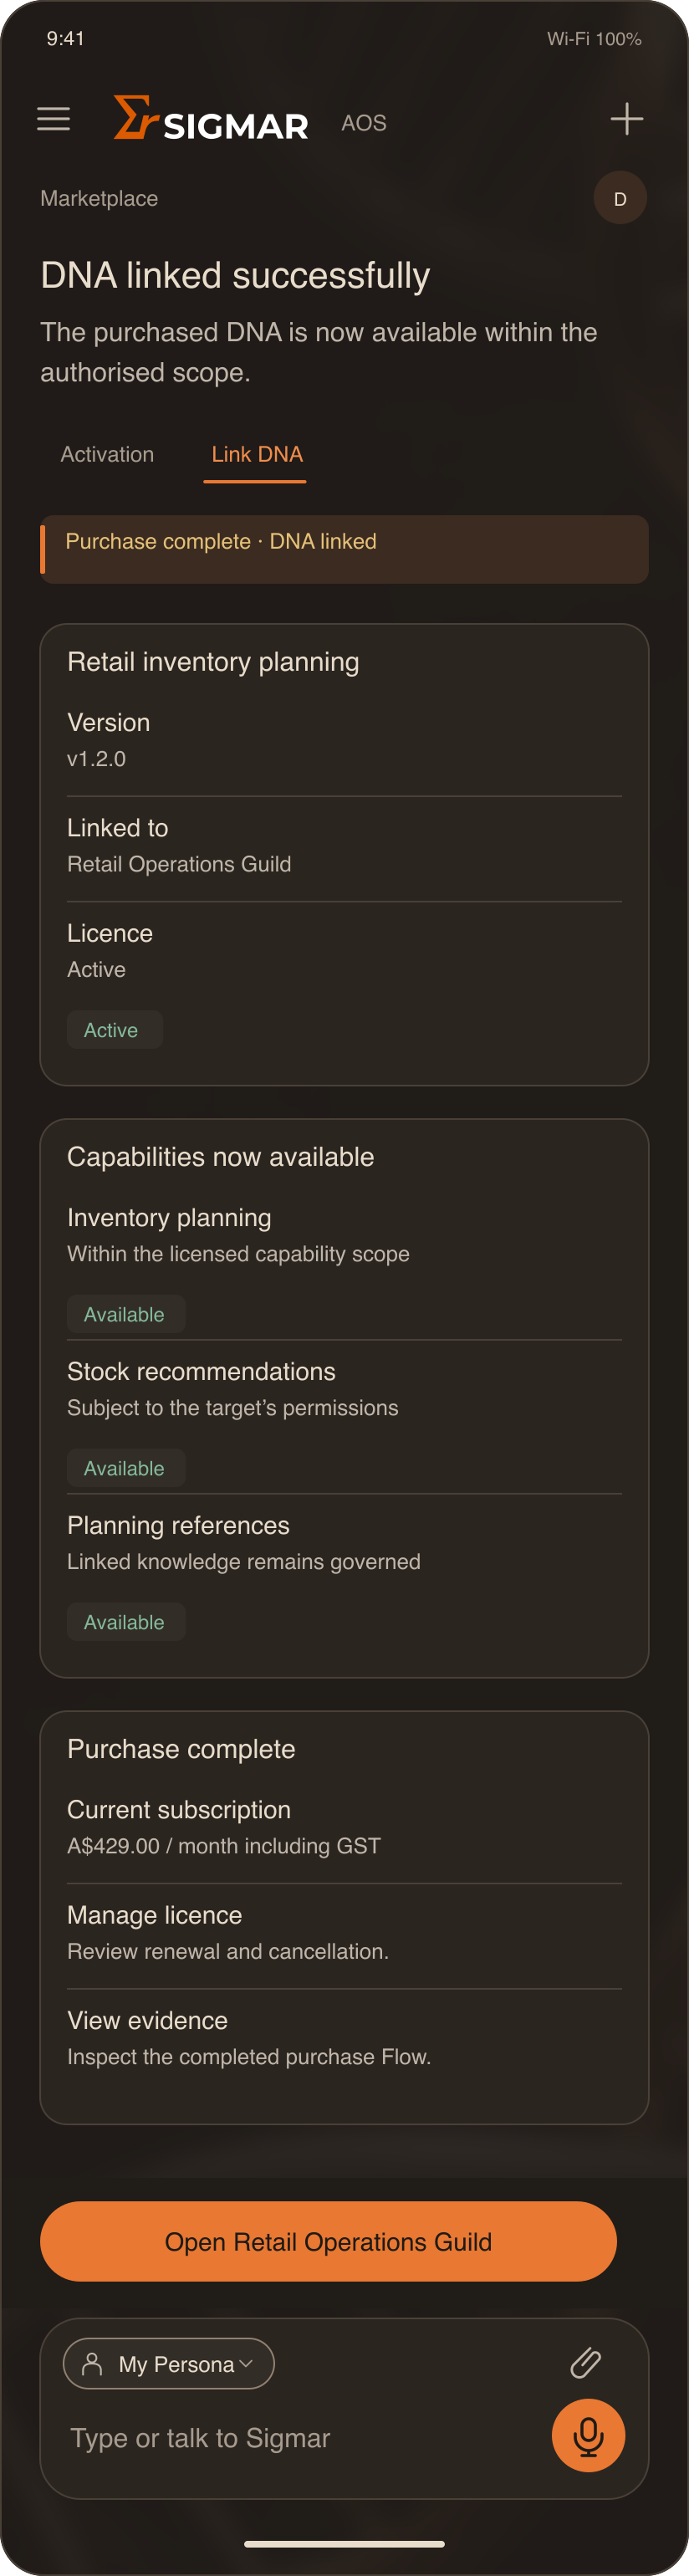 9:41
Wi-Fi 100%
Σr SIGMAR
AOS
Marketplace
D
DNA linked successfully
The purchased DNA is now available within the
authorised scope.
Activation
Link DNA
Purchase complete · DNA linked
Retail inventory planning
Version
v1.2.0
Linked to
Retail Operations Guild
Licence
Active
Active
Capabilities now available
Inventory planning
Within the licensed capability scope
Available
Stock recommendations
Subject to the target’s permissions
Available
Planning references
Linked knowledge remains governed
Available
Purchase complete
Current subscription
A$429.00 / month including GST
Manage licence
Review renewal and cancellation.
View evidence
Inspect the completed purchase Flow.
Open Retail Operations Guild
My Persona
Type or talk to Sigmar